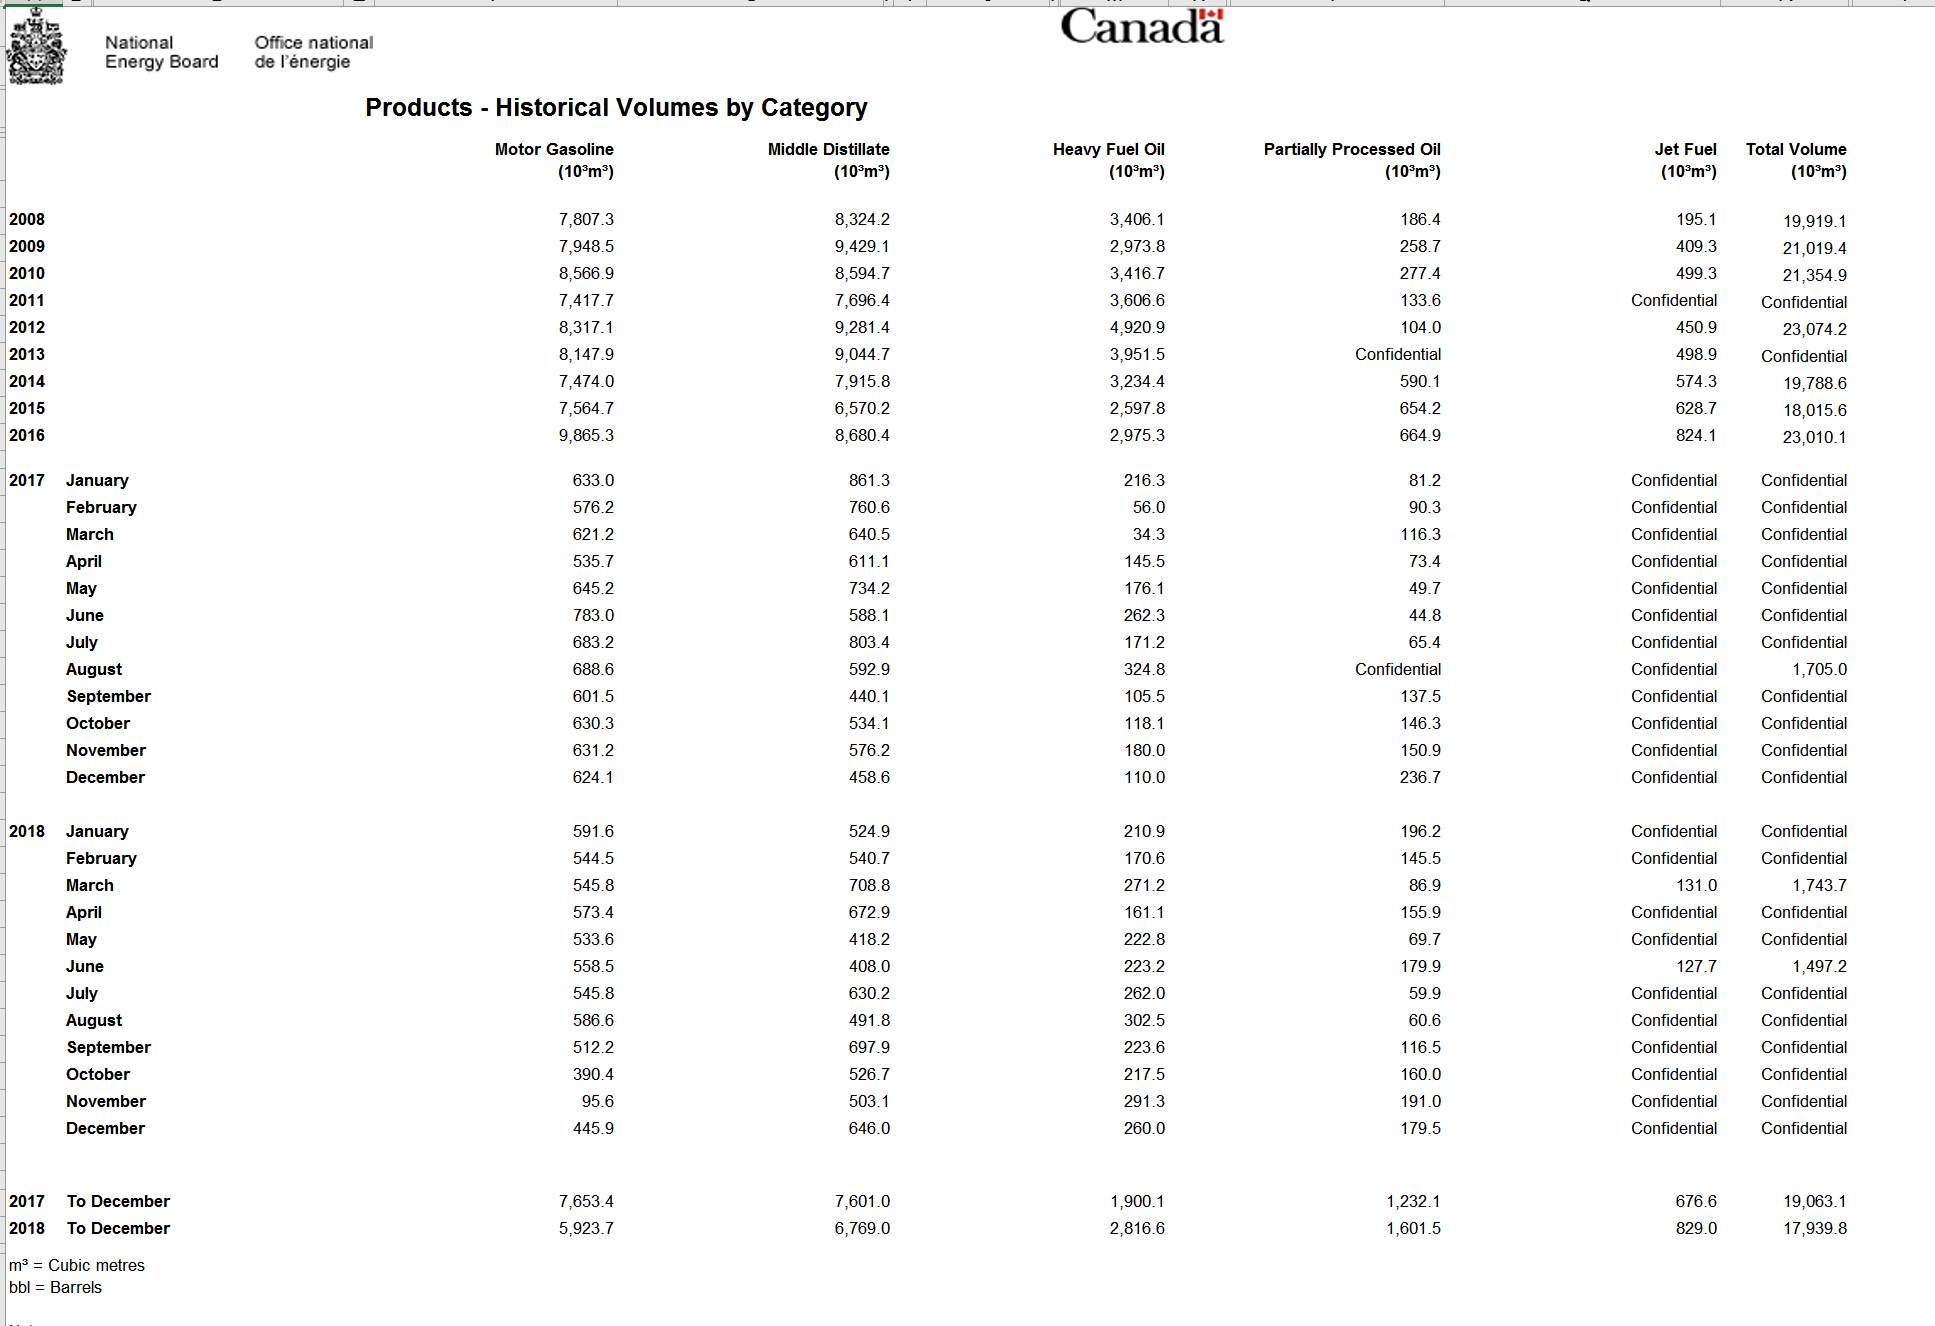 National Office national
Energy Board de l'énergie
Canada
Products - Historical Volumes by Category
Motor Gasoline Middle Distillate Heavy Fuel Oil Partially Processed Oil Jet Fuel Total Volume
(10³m³) (10³m³) (10³m³) (10³m³) (10³m³) (10³m³)
2008 7,807.3 8,324.2 3,406.1 186.4 195.1 19,919.1
2009 7,948.5 9,429.1 2,973.8 258.7 409.3 21,019.4
2010 8,566.9 8,594.7 3,416.7 277.4 499.3 21,354.9
2011 7,417.7 7,696.4 3,606.6 133.6 Confidential Confidential
2012 8,317.1 9,281.4 4,920.9 104.0 450.9 23,074.2
2013 8,147.9 9,044.7 3,951.5 Confidential 498.9 Confidential
2014 7,474.0 7,915.8 3,234.4 590.1 574.3 19,788.6
2015 7,564.7 6,570.2 2,597.8 654.2 628.7 18,015.6
2016 9,865.3 8,680.4 2,975.3 664.9 824.1 23,010.1
2017 January 633.0 861.3 216.3 81.2 Confidential Confidential
February 576.2 760.6 56.0 90.3 Confidential Confidential
March 621.2 640.5 34.3 116.3 Confidential Confidential
April 535.7 611.1 145.5 73.4 Confidential Confidential
May 645.2 734.2 176.1 49.7 Confidential Confidential
June 783.0 588.1 262.3 44.8 Confidential Confidential
July 683.2 803.4 171.2 65.4 Confidential Confidential
August 688.6 592.9 324.8 Confidential Confidential 1,705.0
September 601.5 440.1 105.5 137.5 Confidential Confidential
October 630.3 534.1 118.1 146.3 Confidential Confidential
November 631.2 576.2 180.0 150.9 Confidential Confidential
December 624.1 458.6 110.0 236.7 Confidential Confidential
2018 January 591.6 524.9 210.9 196.2 Confidential Confidential
February 544.5 540.7 170.6 145.5 Confidential Confidential
March 545.8 708.8 271.2 86.9 131.0 1,743.7
April 573.4 672.9 161.1 155.9 Confidential Confidential
May 533.6 418.2 222.8 69.7 Confidential Confidential
June 558.5 408.0 223.2 179.9 127.7 1,497.2
July 545.8 630.2 262.0 59.9 Confidential Confidential
August 586.6 491.8 302.5 60.6 Confidential Confidential
September 512.2 697.9 223.6 116.5 Confidential Confidential
October 390.4 526.7 217.5 160.0 Confidential Confidential
November 95.6 503.1 291.3 191.0 Confidential Confidential
December 445.9 646.0 260.0 179.5 Confidential Confidential
2017 To December 7,653.4 7,601.0 1,900.1 1,232.1 676.6 19,063.1
2018 To December 5,923.7 6,769.0 2,816.6 1,601.5 829.0 17,939.8
m³ = Cubic metres
bbl = Barrels